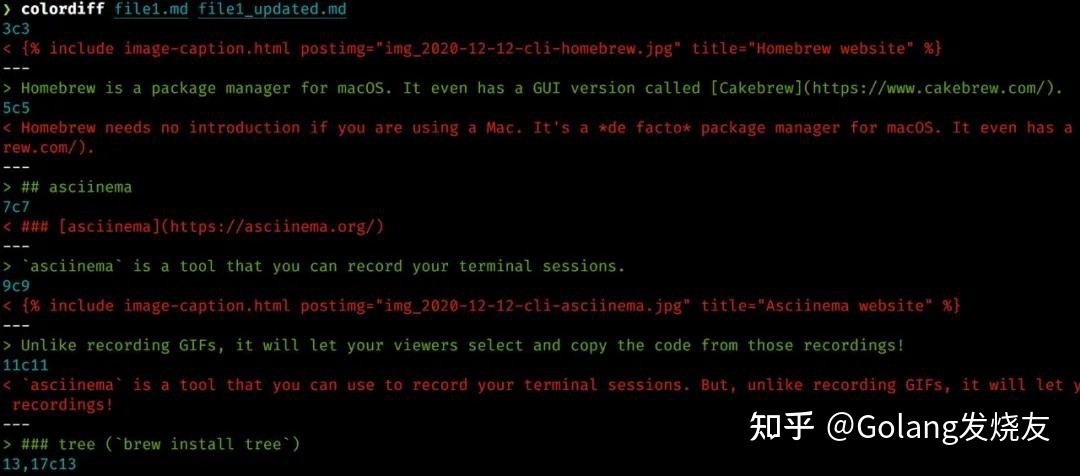 ❯ colordiff file1.md file1_updated.md
3c3
< {% include image-caption.html postimg="img_2020-12-12-cli-homebrew.jpg" title="Homebrew website" %}
---
> Homebrew is a package manager for macOS. It even has a GUI version called [Cakebrew](https://www.cakebrew.com/).
5c5
< Homebrew needs no introduction if you are using a Mac. It's a *de facto* package manager for macOS. It even has a
rew.com/).
---
> ## asciinema
7c7
< ### [asciinema](https://asciinema.org/)
---
> `asciinema` is a tool that you can record your terminal sessions.
9c9
< {% include image-caption.html postimg="img_2020-12-12-cli-asciinema.jpg" title="Asciinema website" %}
---
> Unlike recording GIFs, it will let your viewers select and copy the code from those recordings!
11c11
< `asciinema` is a tool that you can use to record your terminal sessions. But, unlike recording GIFs, it will let y
recordings!
---
> ### tree (`brew install tree`)
13,17c13
知乎 @Golang发烧友